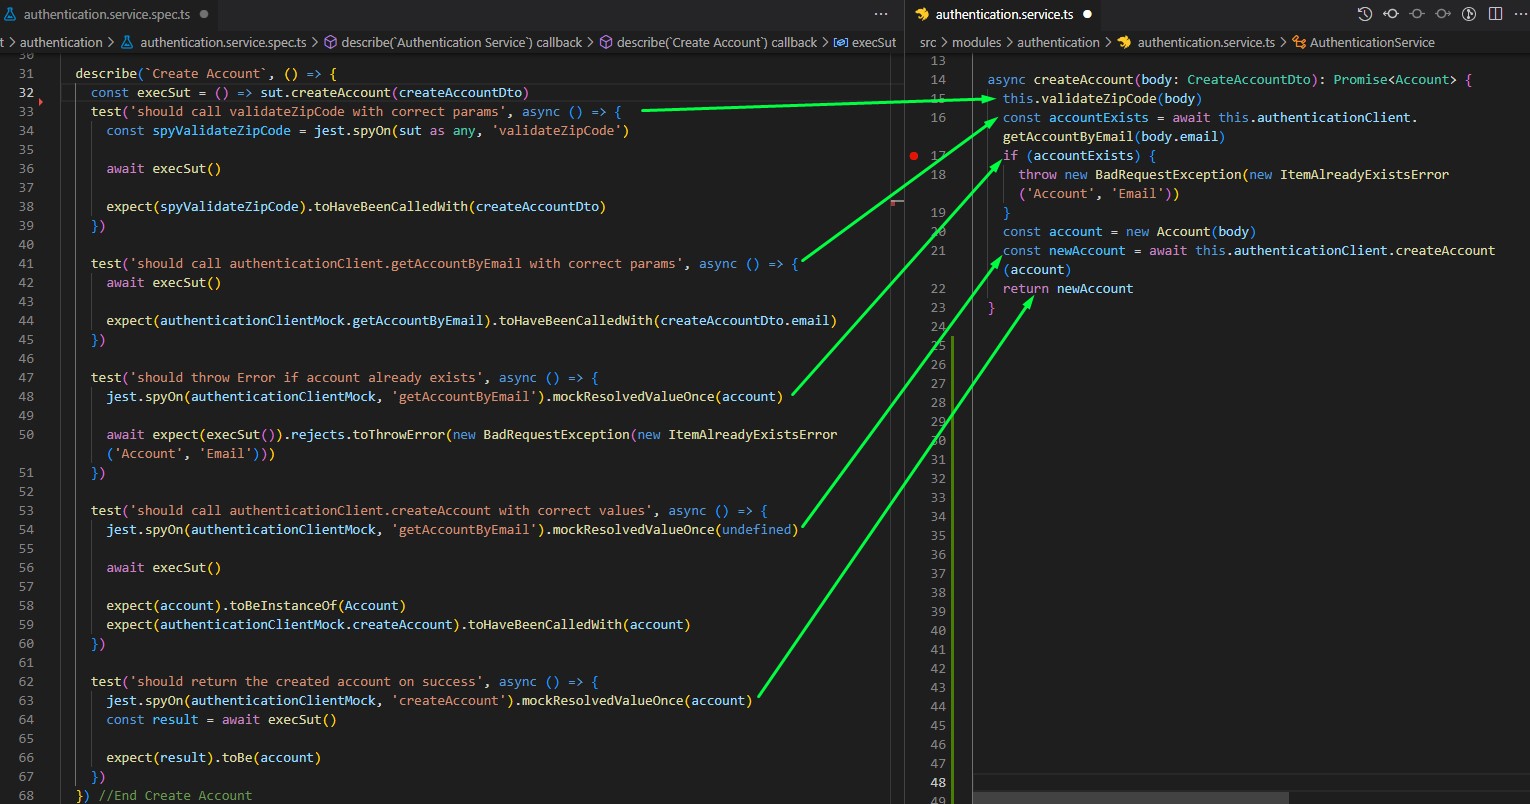 authentication.service.spec.ts ● ···
t > authentication > authentication.service.spec.ts > describe(`Authentication Service`) callback > describe(`Create Account`) callback > execSut
30
31 describe(`Create Account`, () => {
32 const execSut = () => sut.createAccount(createAccountDto)
33 test('should call validateZipCode with correct params', async () => {
34 const spyValidateZipCode = jest.spyOn(sut as any, 'validateZipCode')
35
36 await execSut()
37
38 expect(spyValidateZipCode).toHaveBeenCalledWith(createAccountDto)
39 })
40
41 test('should call authenticationClient.getAccountByEmail with correct params', async () => {
42 await execSut()
43
44 expect(authenticationClientMock.getAccountByEmail).toHaveBeenCalledWith(createAccountDto.email)
45 })
46
47 test('should throw Error if account already exists', async () => {
48 jest.spyOn(authenticationClientMock, 'getAccountByEmail').mockResolvedValueOnce(account)
49
50 await expect(execSut()).rejects.toThrowError(new BadRequestException(new ItemAlreadyExistsError
('Account', 'Email')))
51 })
52
53 test('should call authenticationClient.createAccount with correct values', async () => {
54 jest.spyOn(authenticationClientMock, 'getAccountByEmail').mockResolvedValueOnce(undefined)
55
56 await execSut()
57
58 expect(account).toBeInstanceOf(Account)
59 expect(authenticationClientMock.createAccount).toHaveBeenCalledWith(account)
60 })
61
62 test('should return the created account on success', async () => {
63 jest.spyOn(authenticationClientMock, 'createAccount').mockResolvedValueOnce(account)
64 const result = await execSut()
65
66 expect(result).toBe(account)
67 })
68 }) //End Create Account
authentication.service.ts ● ···
src > modules > authentication > authentication.service.ts > AuthenticationService
13
14 async createAccount(body: CreateAccountDto): Promise<Account> {
15 this.validateZipCode(body)
16 const accountExists = await this.authenticationClient.
getAccountByEmail(body.email)
17 if (accountExists) {
18 throw new BadRequestException(new ItemAlreadyExistsError
('Account', 'Email'))
19 }
20 const account = new Account(body)
21 const newAccount = await this.authenticationClient.createAccount
(account)
22 return newAccount
23 }
24
25
26
27
28
29
30
31
32
33
34
35
36
37
38
39
40
41
42
43
44
45
46
47
48
49